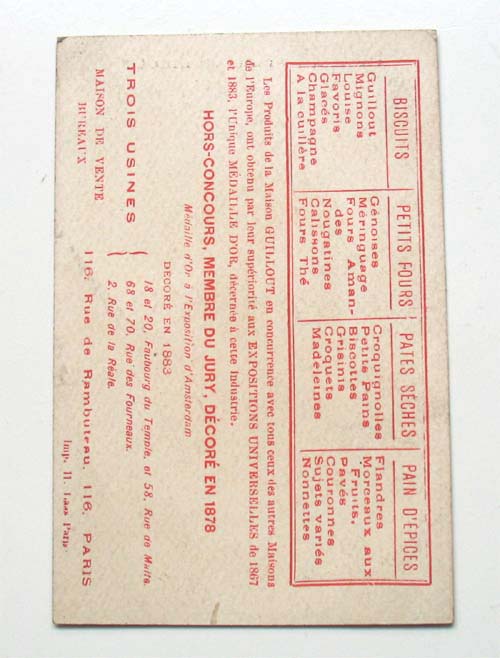 BISCUITS
Guillout
Mignons
Louise
Favoris
Glacés
Champagne
A la cuillère
PETITS FOURS
Génoises
Méringuage
Fours Aman-
des
Nougatines
Calissons
Fours Thé
PATES SÈCHES
Croquignolles
Petits Pains
Biscottes
Grisinis
Croquets
Madeleines
PAIN D'ÉPICES
Flandres
Morceaux aux
Fruits.
Pavés
Couronnes
Sujets variés
Nonnettes
Les Produits de la Maison GUILLOUT en concurrence avec tous ceux des autres Maisons
de l'Europe, ont obtenu par leur supériorité aux EXPOSITIONS UNIVERSELLES de 1867
et 1883, l'Unique MÉDAILLE D'OR, décernée à cette Industrie.
HORS-CONCOURS, MEMBRE DU JURY, DÉCORÉ EN 1878
Médaille d'Or à l'Exposition d'Amsterdam
DÉCORÉ EN 1883
TROIS USINES
18 et 20, Faubourg du Temple, et 58, Rue de Malte.
68 et 70, Rue des Fourneaux.
2, Rue de la Réale.
MAISON DE VENTE
BUREAUX
116, Rue de Rambuteau, 116, PARIS
Imp. H. Laas Paris